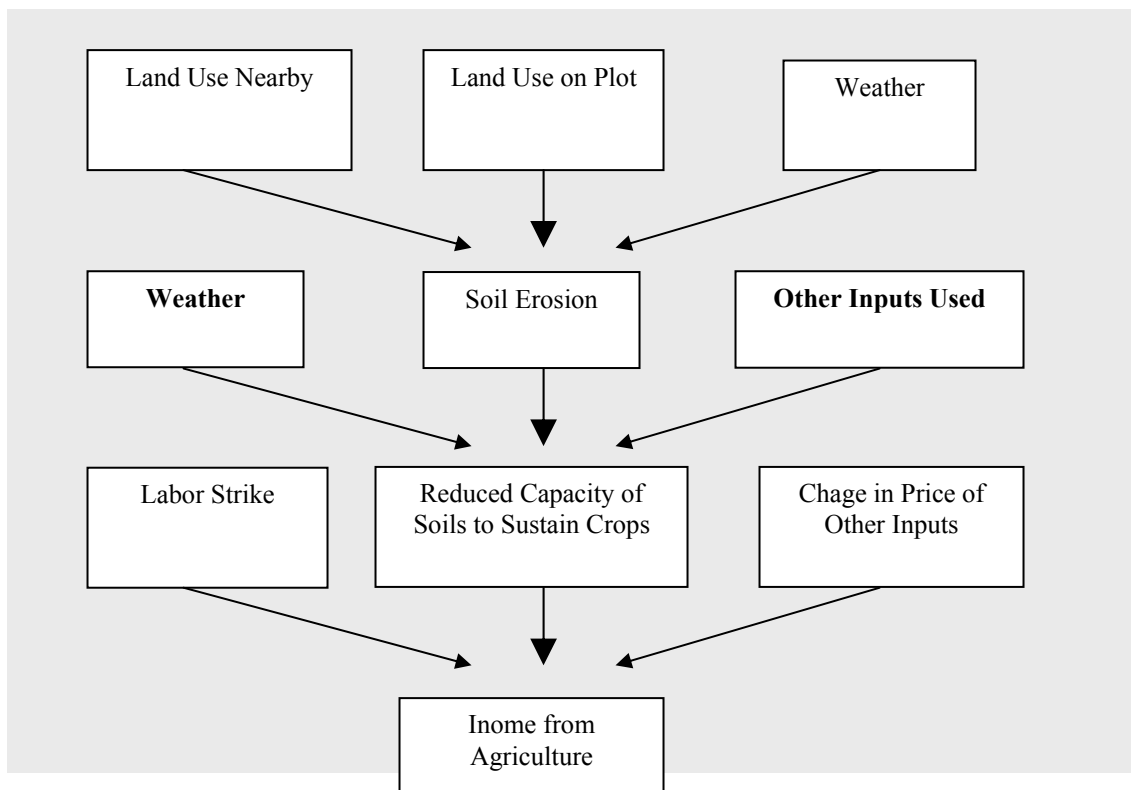 Land Use Nearby
Land Use on Plot
Weather
Weather
Soil Erosion
Other Inputs Used
Labor Strike
Reduced Capacity of
Soils to Sustain Crops
Chage in Price of
Other Inputs
Inome from
Agriculture